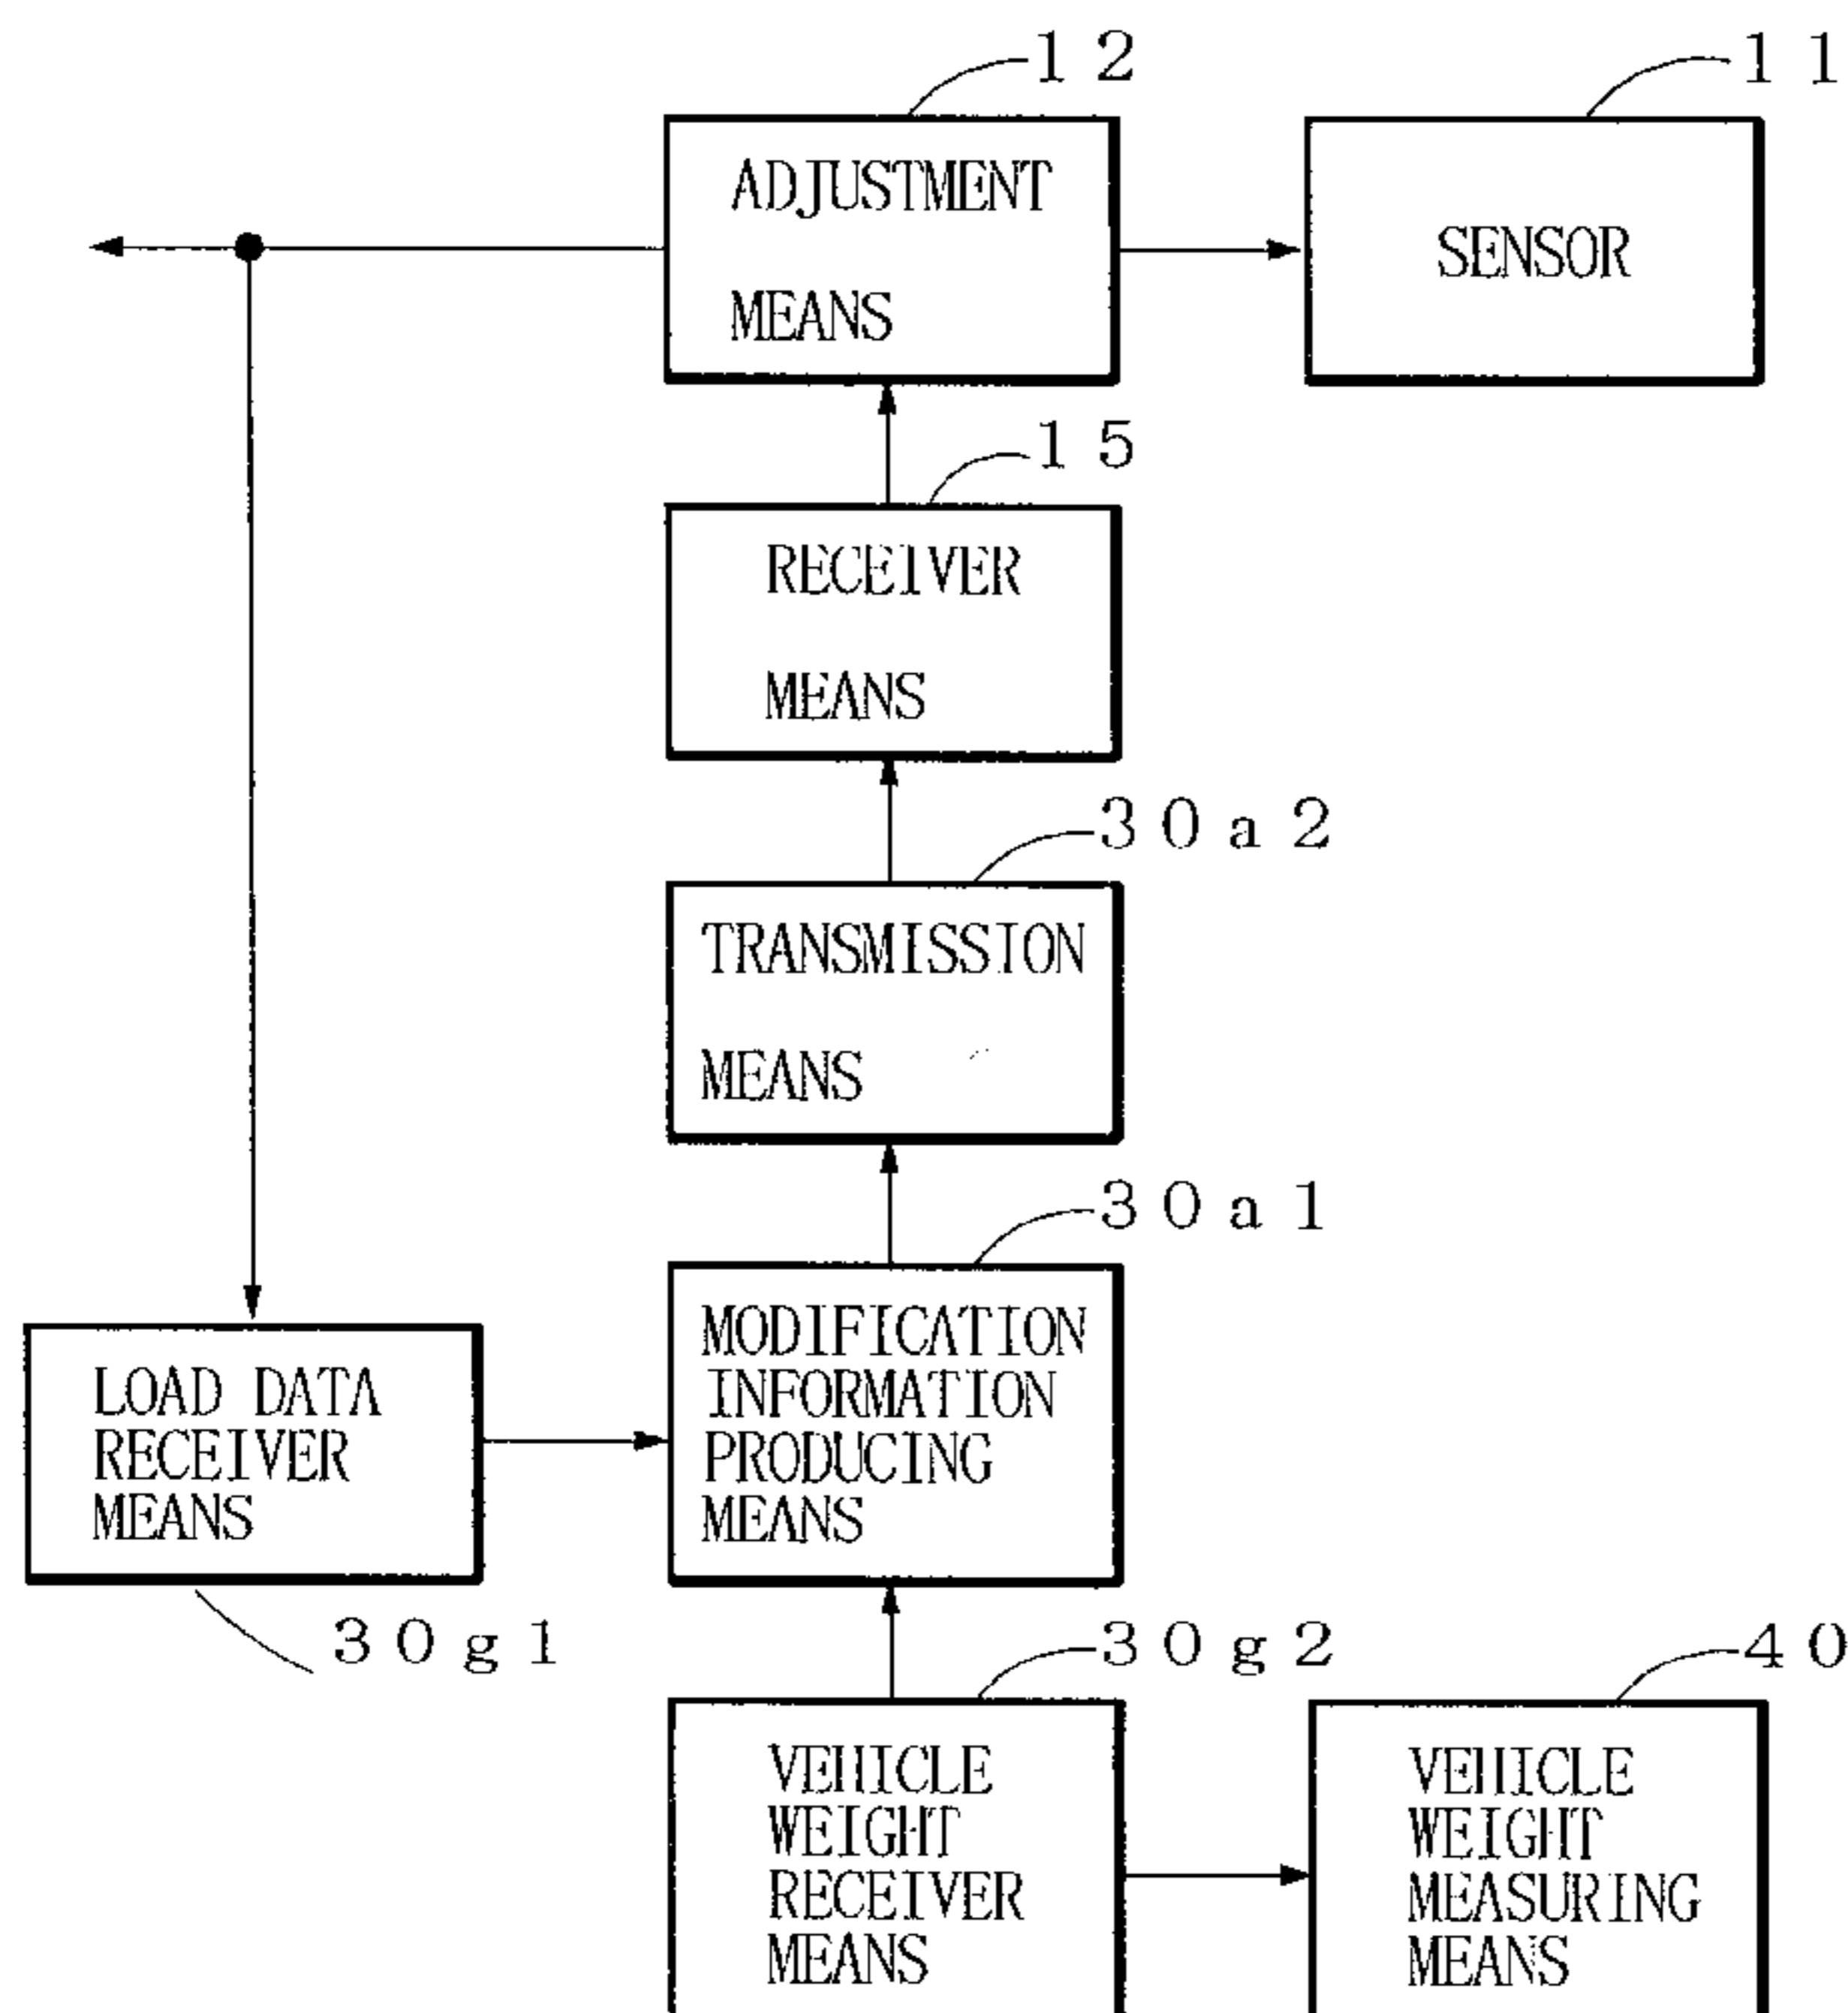 12
11
ADJUSTMENT
MEANS
SENSOR
15
RECEIVER
MEANS
30a2
TRANSMISSION
MEANS
30a1
MODIFICATION
INFORMATION
PRODUCING
MEANS
LOAD DATA
RECEIVER
MEANS
30g1
30g2
40
VEHICLE
WEIGHT
RECEIVER
MEANS
VEHICLE
WEIGHT
MEASURING
MEANS